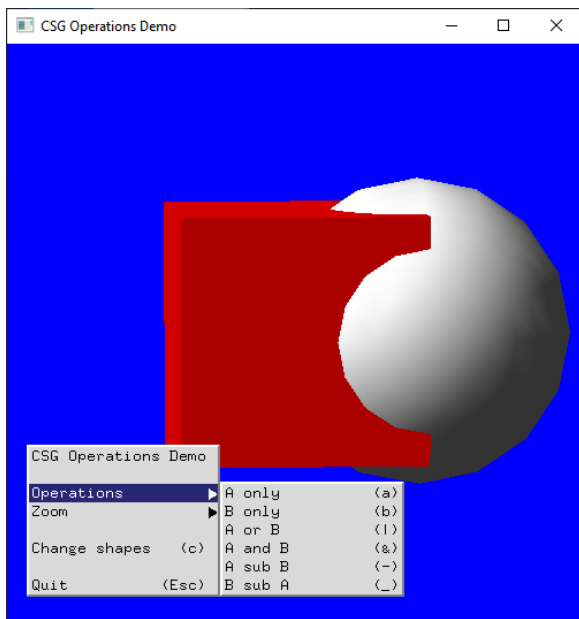 CSG Operations Demo
CSG Operations Demo
Operations
Zoom
Change shapes (c)
Quit (Esc)
A only (a)
B only (b)
A or B (|)
A and B (&)
A sub B (-)
B sub A (_)